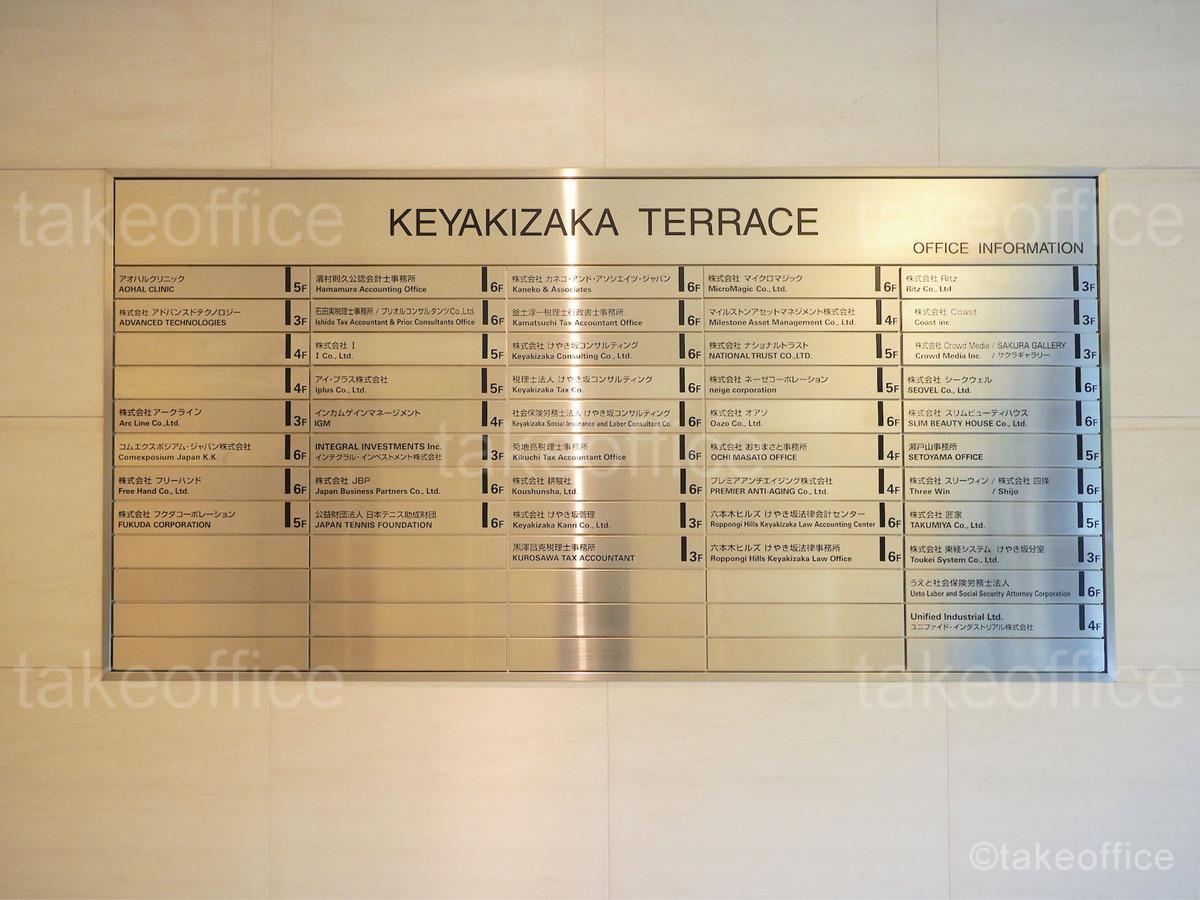 KEYAKIZAKA TERRACE
OFFICE INFORMATION
アオハルクリニック
AOHAL CLINIC
5F
株式会社 アドバンスドテクノロジー
ADVANCED TECHNOLOGIES
3F
4F
4F
株式会社アークライン
Arc Line Co.,Ltd.
3F
コムエクスポジアム・ジャパン株式会社
Comexposium Japan K.K.
6F
株式会社 フリーハンド
Free Hand Co., Ltd.
6F
株式会社 フクダコーポレーション
FUKUDA CORPORATION
5F
濵村則久公認会計士事務所
Hamamura Accounting Office
6F
石田実税理士事務所 / プリオルコンサルタンツCo.,Ltd.
Ishida Tax Accountant & Prior Consultants Office
6F
株式会社 I
I Co., Ltd.
5F
アイ・プラス株式会社
iplus Co., Ltd.
5F
インカムゲインマネージメント
IGM
4F
INTEGRAL INVESTMENTS Inc.
インテグラル・インベストメント株式会社
3F
株式会社 JBP
Japan Business Partners Co., Ltd.
6F
公益財団法人 日本テニス助成財団
JAPAN TENNIS FOUNDATION
6F
株式会社 カネコ・アンド・アソシエイツ・ジャパン
Kaneko & Associates
6F
釜土淳一税理士行政書士事務所
Kamatsuchi Tax Accountant Office
6F
株式会社 けやき坂コンサルティング
Keyakizaka Consulting Co., Ltd.
6F
税理士法人 けやき坂コンサルティング
Keyakizaka Tax Co.
6F
社会保険労務士法人 けやき坂コンサルティング
Keyakizaka Social Insurance and Laber Consultant Co.
6F
菊地亮税理士事務所
Kikuchi Tax Accountant Office
6F
株式会社 耕駿社
Koushunsha, Ltd.
6F
株式会社 けやき坂管理
Keyakizaka Kanri Co., Ltd.
3F
黒澤昌克税理士事務所
KUROSAWA TAX ACCOUNTANT
3F
株式会社 マイクロマジック
MicroMagic Co., Ltd.
6F
マイルストンアセットマネジメント株式会社
Milestone Asset Management Co., Ltd.
4F
株式会社 ナショナルトラスト
NATIONAL TRUST CO.,LTD.
5F
株式会社 ネーゼコーポレーション
neige corporation
5F
株式会社 オアゾ
Oazo Co., Ltd.
6F
株式会社 おちまさと事務所
OCHI MASATO OFFICE
4F
プレミアアンチエイジング株式会社
PREMIER ANTI-AGING Co., Ltd.
4F
六本木ヒルズ けやき坂法律会計センター
Roppongi Hills Keyakizaka Law Accounting Center
6F
六本木ヒルズ けやき坂法律事務所
Roppongi Hills Keyakizaka Law Office
6F
株式会社 Ritz
Ritz Co., Ltd.
3F
株式会社 Coast
Coast inc.
3F
株式会社 Crowd Media / SAKURA GALLERY
Crowd Media Inc. / サクラギャラリー
3F
株式会社 シークウェル
SEQVEL Co., Ltd.
6F
株式会社 スリムビューティハウス
SLIM BEAUTY HOUSE Co., Ltd.
6F
瀬戸山事務所
SETOYAMA OFFICE
5F
株式会社 スリーウィン / 株式会社 四條
Three Win / Shijo
6F
株式会社 匠家
TAKUMIYA Co., Ltd.
5F
株式会社 東経システム けやき坂分室
Toukei System Co., Ltd.
3F
うえと社会保険労務士法人
Ueto Labor and Social Security Attorney Corporation
6F
Unified Industrial Ltd.
ユニファイド・インダストリアル株式会社
4F
takeoffice
takeoffice
takeoffice
takeoffice
takeoffice
©takeoffice